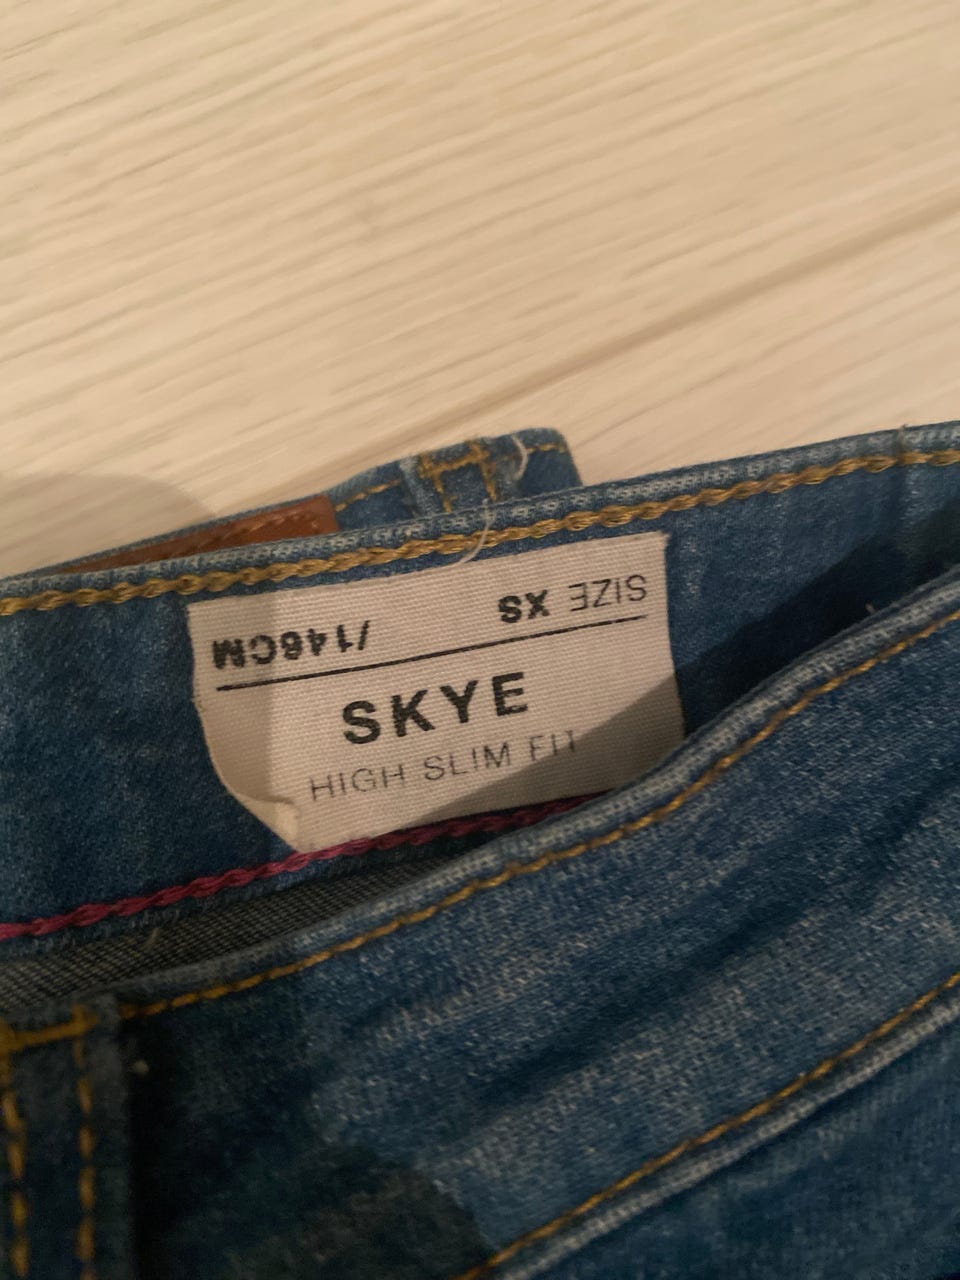 SIZE XS /146CM
SKYE
HIGH SLIM FIT